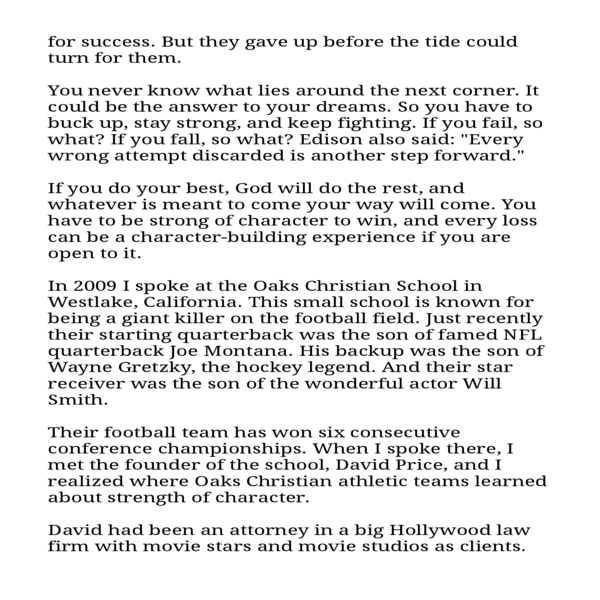 for success. But they gave up before the tide could
turn for them.
You never know what lies around the next corner. It
could be the answer to your dreams. So you have to
buck up, stay strong, and keep fighting. If you fail, so
what? If you fall, so what? Edison also said: "Every
wrong attempt discarded is another step forward."
If you do your best, God will do the rest, and
whatever is meant to come your way will come. You
have to be strong of character to win, and every loss
can be a character-building experience if you are
open to it.
In 2009 I spoke at the Oaks Christian School in
Westlake, California. This small school is known for
being a giant killer on the football field. Just recently
their starting quarterback was the son of famed NFL
quarterback Joe Montana. His backup was the son of
Wayne Gretzky, the hockey legend. And their star
receiver was the son of the wonderful actor Will
Smith.
Their football team has won six consecutive
conference championships. When I spoke there, I
met the founder of the school, David Price, and I
realized where Oaks Christian athletic teams learned
about strength of character.
David had been an attorney in a big Hollywood law
firm with movie stars and movie studios as clients.